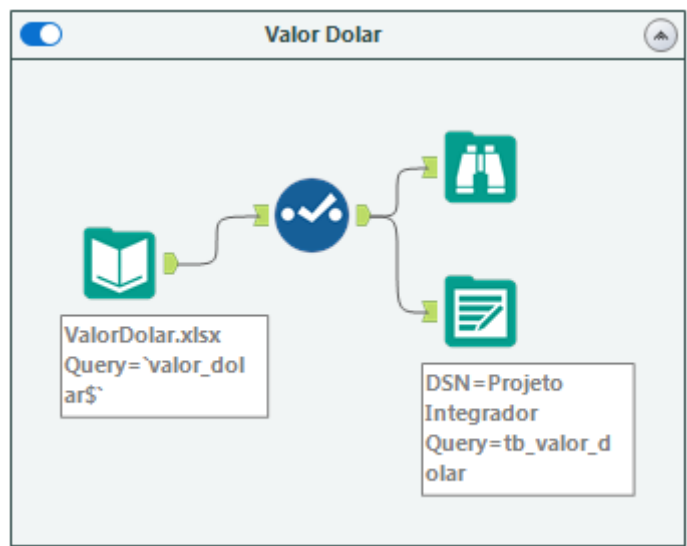 Valor Dolar
ValorDolar.xlsx
Query=`valor_dol
ar$`
DSN=Projeto
Integrador
Query=tb_valor_d
olar